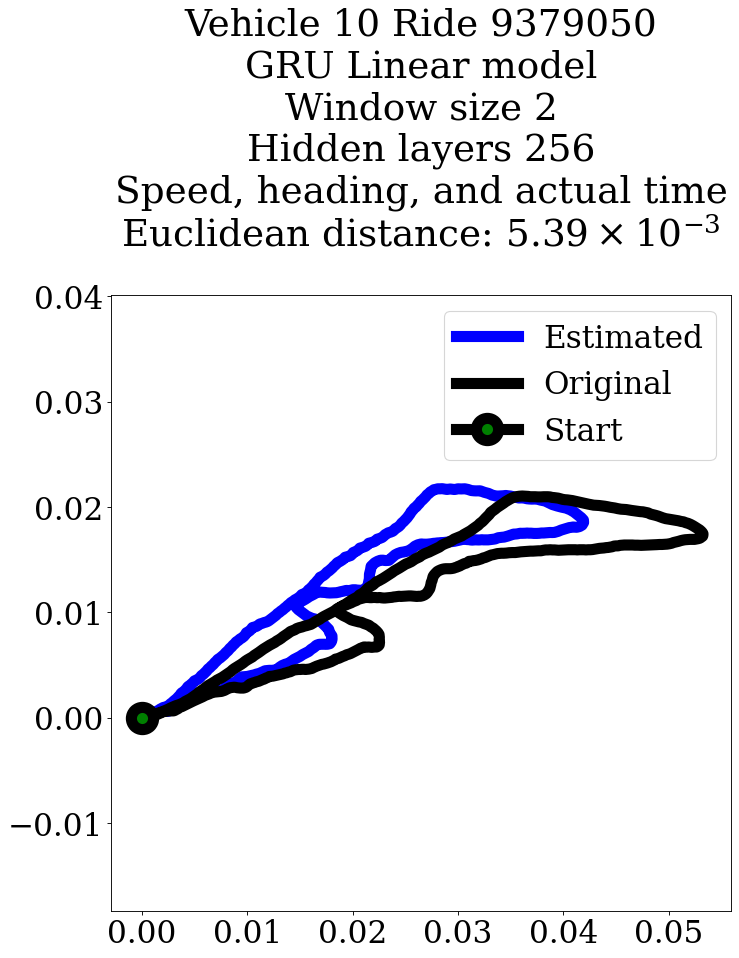 Vehicle 10 Ride 9379050
GRU Linear model
Window size 2
Hidden layers 256
Speed, heading, and actual time
Euclidean distance: 5.39 × 10⁻³
0.04
0.03
0.02
0.01
0.00
−0.01
Estimated
Original
Start
0.00 0.01 0.02 0.03 0.04 0.05